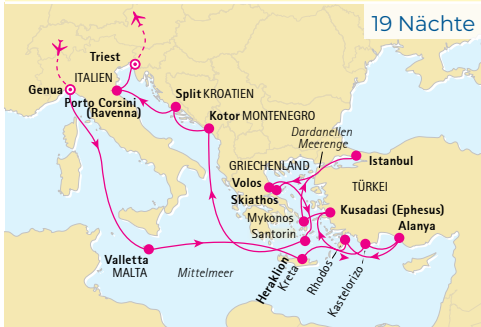 19 Nächte
Triest
ITALIEN
Genua
Porto Corsini
(Ravenna)
Split KROATIEN
Kotor MONTENEGRO
Dardanellen
Meerenge
Istanbul
GRIECHENLAND
Volos
Skiathos
TÜRKEI
Mykonos
Kusadasi (Ephesus)
Santorin
Alanya
Valletta
MALTA
Mittelmeer
Heraklion
Kreta
Rhodos
Kastelorizo